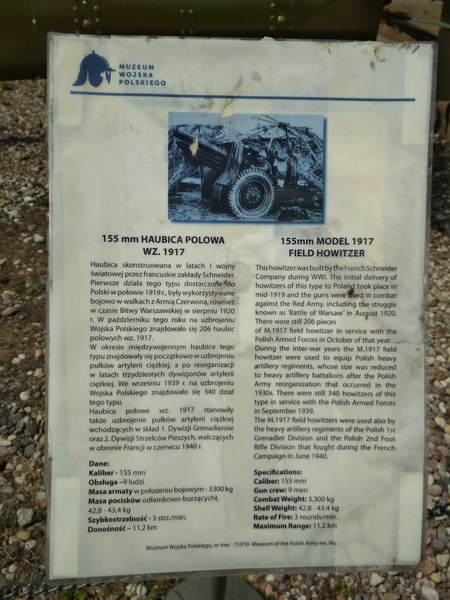 MUZEUM
WOJSKA
POLSKIEGO
155 mm HAUBICA POLOWA
WZ. 1917
Haubica skonstruowana w latach I wojny
światowej przez francuskie zakłady Schneider.
Pierwsze działa tego typu dostarczone do
Polski w połowie 1919 r., były wykorzystywane
bojowo w walkach z Armią Czerwoną, również
w czasie Bitwy Warszawskiej w sierpniu 1920
r. W październiku tego roku na uzbrojeniu
Wojska Polskiego znajdowało się 206 haubic
polowych wz. 1917.
W okresie międzywojennym haubice tego
typu znajdowały się początkowo w uzbrojeniu
pułków artylerii ciężkiej, a po reorganizacji
w latach trzydziestych dywizjonów artylerii
ciężkiej. We wrześniu 1939 r. na uzbrojeniu
Wojska Polskiego znajdowało się 340 dział
tego typu.
Haubice polowe wz. 1917 stanowiły
także uzbrojenie pułków artylerii ciężkiej
wchodzących w skład 1. Dywizji Grenadierów
oraz 2. Dywizji Strzelców Pieszych, walczących
w obronie Francji w czerwcu 1940 r.
Dane:
Kaliber - 155 mm
Obsługa –9 ludzi
Masa armaty w położeniu bojowym - 3300 kg
Masa pocisków odłamkowo-burzących
42,8 - 43,4 kg
Szybkostrzelność - 3 strz./min.
Donośność – 11,2 km
155mm MODEL 1917
FIELD HOWITZER
This howitzer was built by the French Schneider
Company during WWI. The initial delivery of
howitzers of this type to Poland took place in
mid-1919 and the guns were used in combat
against the Red Army, including the struggle
known as 'Battle of Warsaw' in August 1920.
There were still 206 pieces
of M.1917 field howitzer in service with the
Polish Armed Forces in October of that year.
During the inter-war years the M.1917 field
howitzer were used to equip Polish heavy
artillery regiments, whose size was reduced
to heavy artillery battalions after the Polish
Army reorganization that occurred in the
1930s. There were still 340 howitzers of this
type in service with the Polish Armed Forces
in September 1939.
The M.1917 field howitzers were used also by
the heavy artillery regiments of the Polish 1st
Grenadier Division and the Polish 2nd Foot
Rifle Division that fought during the French
Campaign in June 1940.
Specifications:
Caliber: 155 mm
Gun crew: 9 men
Combat Weight: 3,300 kg
Shell Weight: 42.8 - 43.4 kg
Rate of Fire: 3 rounds/min.
Maximum Range: 11,2 km
Muzeum Wojska Polskiego, nr inw. - 51870- Museum of the Polish Army Inv. No.